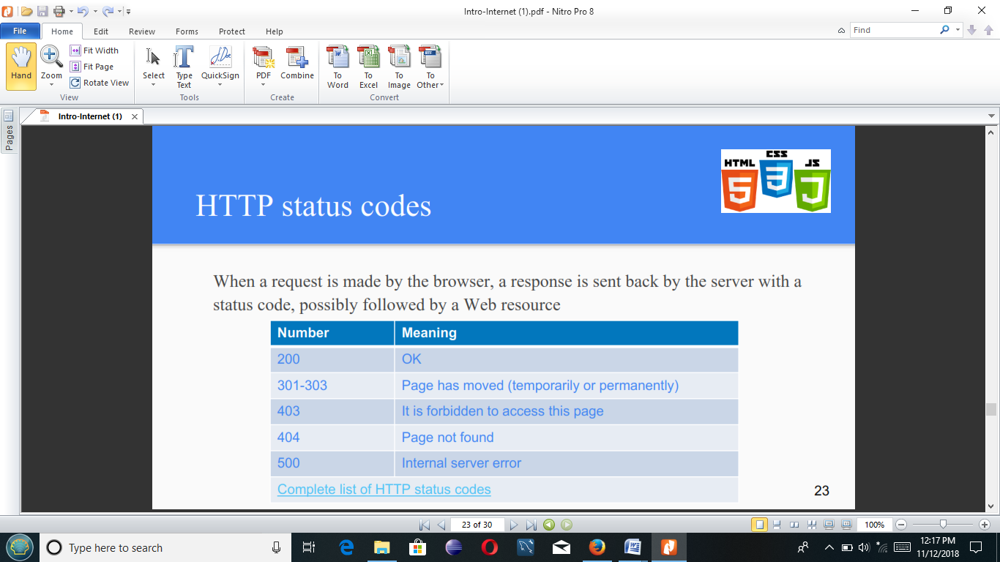 Intro-Internet (1).pdf - Nitro Pro 8
File Home Edit Review Forms Protect Help Find
Fit Width
Fit Page
Rotate View
Hand Zoom Select Type Text QuickSign PDF Combine To Word To Excel To Image To Other
View Tools Create Convert
Intro-Internet (1)
Pages
HTML CSS JS
HTTP status codes
When a request is made by the browser, a response is sent back by the server with a
status code, possibly followed by a Web resource
Number Meaning
200 OK
301-303 Page has moved (temporarily or permanently)
403 It is forbidden to access this page
404 Page not found
500 Internal server error
Complete list of HTTP status codes
23
23 of 30 100%
Type here to search
12:17 PM
11/12/2018